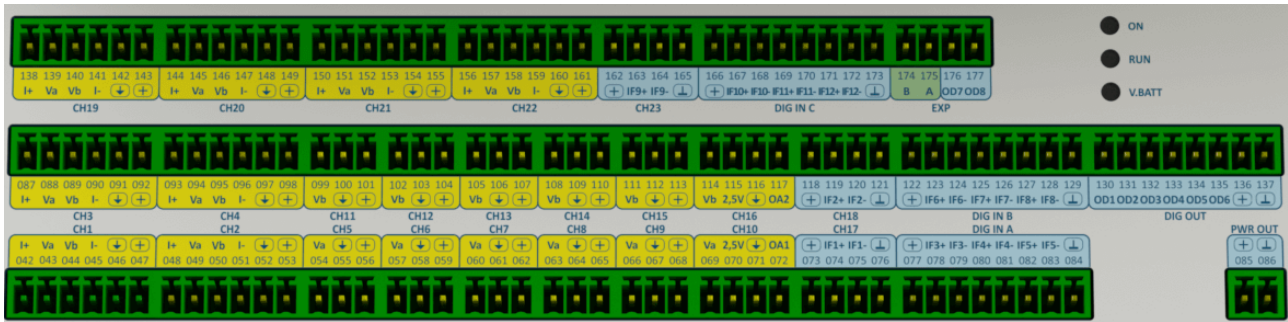 ON
RUN
V.BATT
138 139 140 141 142 143 144 145 146 147 148 149 150 151 152 153 154 155 156 157 158 159 160 161 162 163 164 165 166 167 168 169 170 171 172 173 174 175 176 177
I+ Va Vb I- + I+ Va Vb I- + I+ Va Vb I- + I+ Va Vb I- + + IF9+ IF9- + IF10+ IF10- IF11+ IF11- IF12+ IF12- B A OD7 OD8
CH19 CH20 CH21 CH22 CH23 DIG IN C EXP
087 088 089 090 091 092 093 094 095 096 097 098 099 100 101 102 103 104 105 106 107 108 109 110 111 112 113 114 115 116 117 118 119 120 121 122 123 124 125 126 127 128 129 130 131 132 133 134 135 136 137
I+ Va Vb I- + I+ Va Vb I- + Vb + Vb + Vb + Vb + Vb + Vb 2,5V OA2 + IF2+ IF2- + IF6+ IF6- IF7+ IF7- IF8+ IF8- OD1 OD2 OD3 OD4 OD5 OD6 +
CH3 CH4 CH11 CH12 CH13 CH14 CH15 CH16 CH18 DIG IN B DIG OUT
CH1 CH2 CH5 CH6 CH7 CH8 CH9 CH10 CH17 DIG IN A PWR OUT
I+ Va Vb I- + I+ Va Vb I- + Va + Va + Va + Va + Va + Va 2,5V OA1 + IF1+ IF1- + IF3+ IF3- IF4+ IF4- IF5+ IF5- +
042 043 044 045 046 047 048 049 050 051 052 053 054 055 056 057 058 059 060 061 062 063 064 065 066 067 068 069 070 071 072 073 074 075 076 077 078 079 080 081 082 083 084 085 086